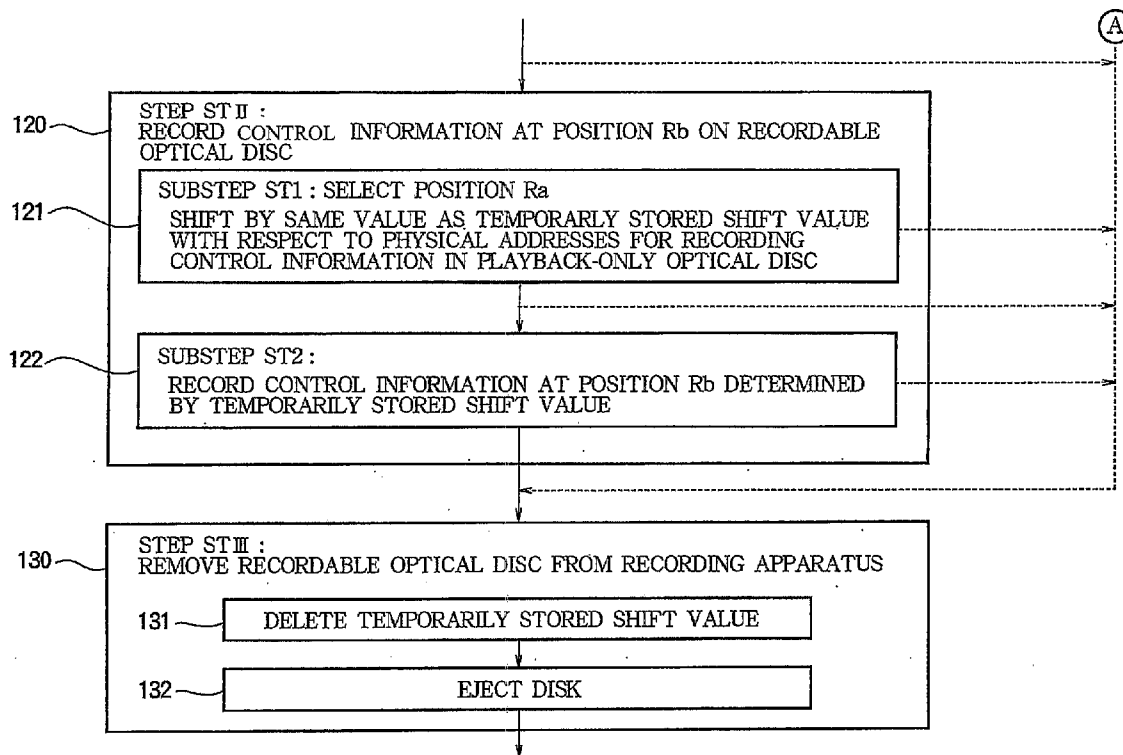 A
120
STEP ST II :
RECORD CONTROL INFORMATION AT POSITION Rb ON RECORDABLE
OPTICAL DISC
121
SUBSTEP ST1 : SELECT POSITION Ra
SHIFT BY SAME VALUE AS TEMPORARLY STORED SHIFT VALUE
WITH RESPECT TO PHYSICAL ADDRESSES FOR RECORDING
CONTROL INFORMATION IN PLAYBACK-ONLY OPTICAL DISC
122
SUBSTEP ST2 :
RECORD CONTROL INFORMATION AT POSITION Rb DETERMINED
BY TEMPORARILY STORED SHIFT VALUE
130
STEP ST III :
REMOVE RECORDABLE OPTICAL DISC FROM RECORDING APPARATUS
131
DELETE TEMPORARILY STORED SHIFT VALUE
132
EJECT DISK